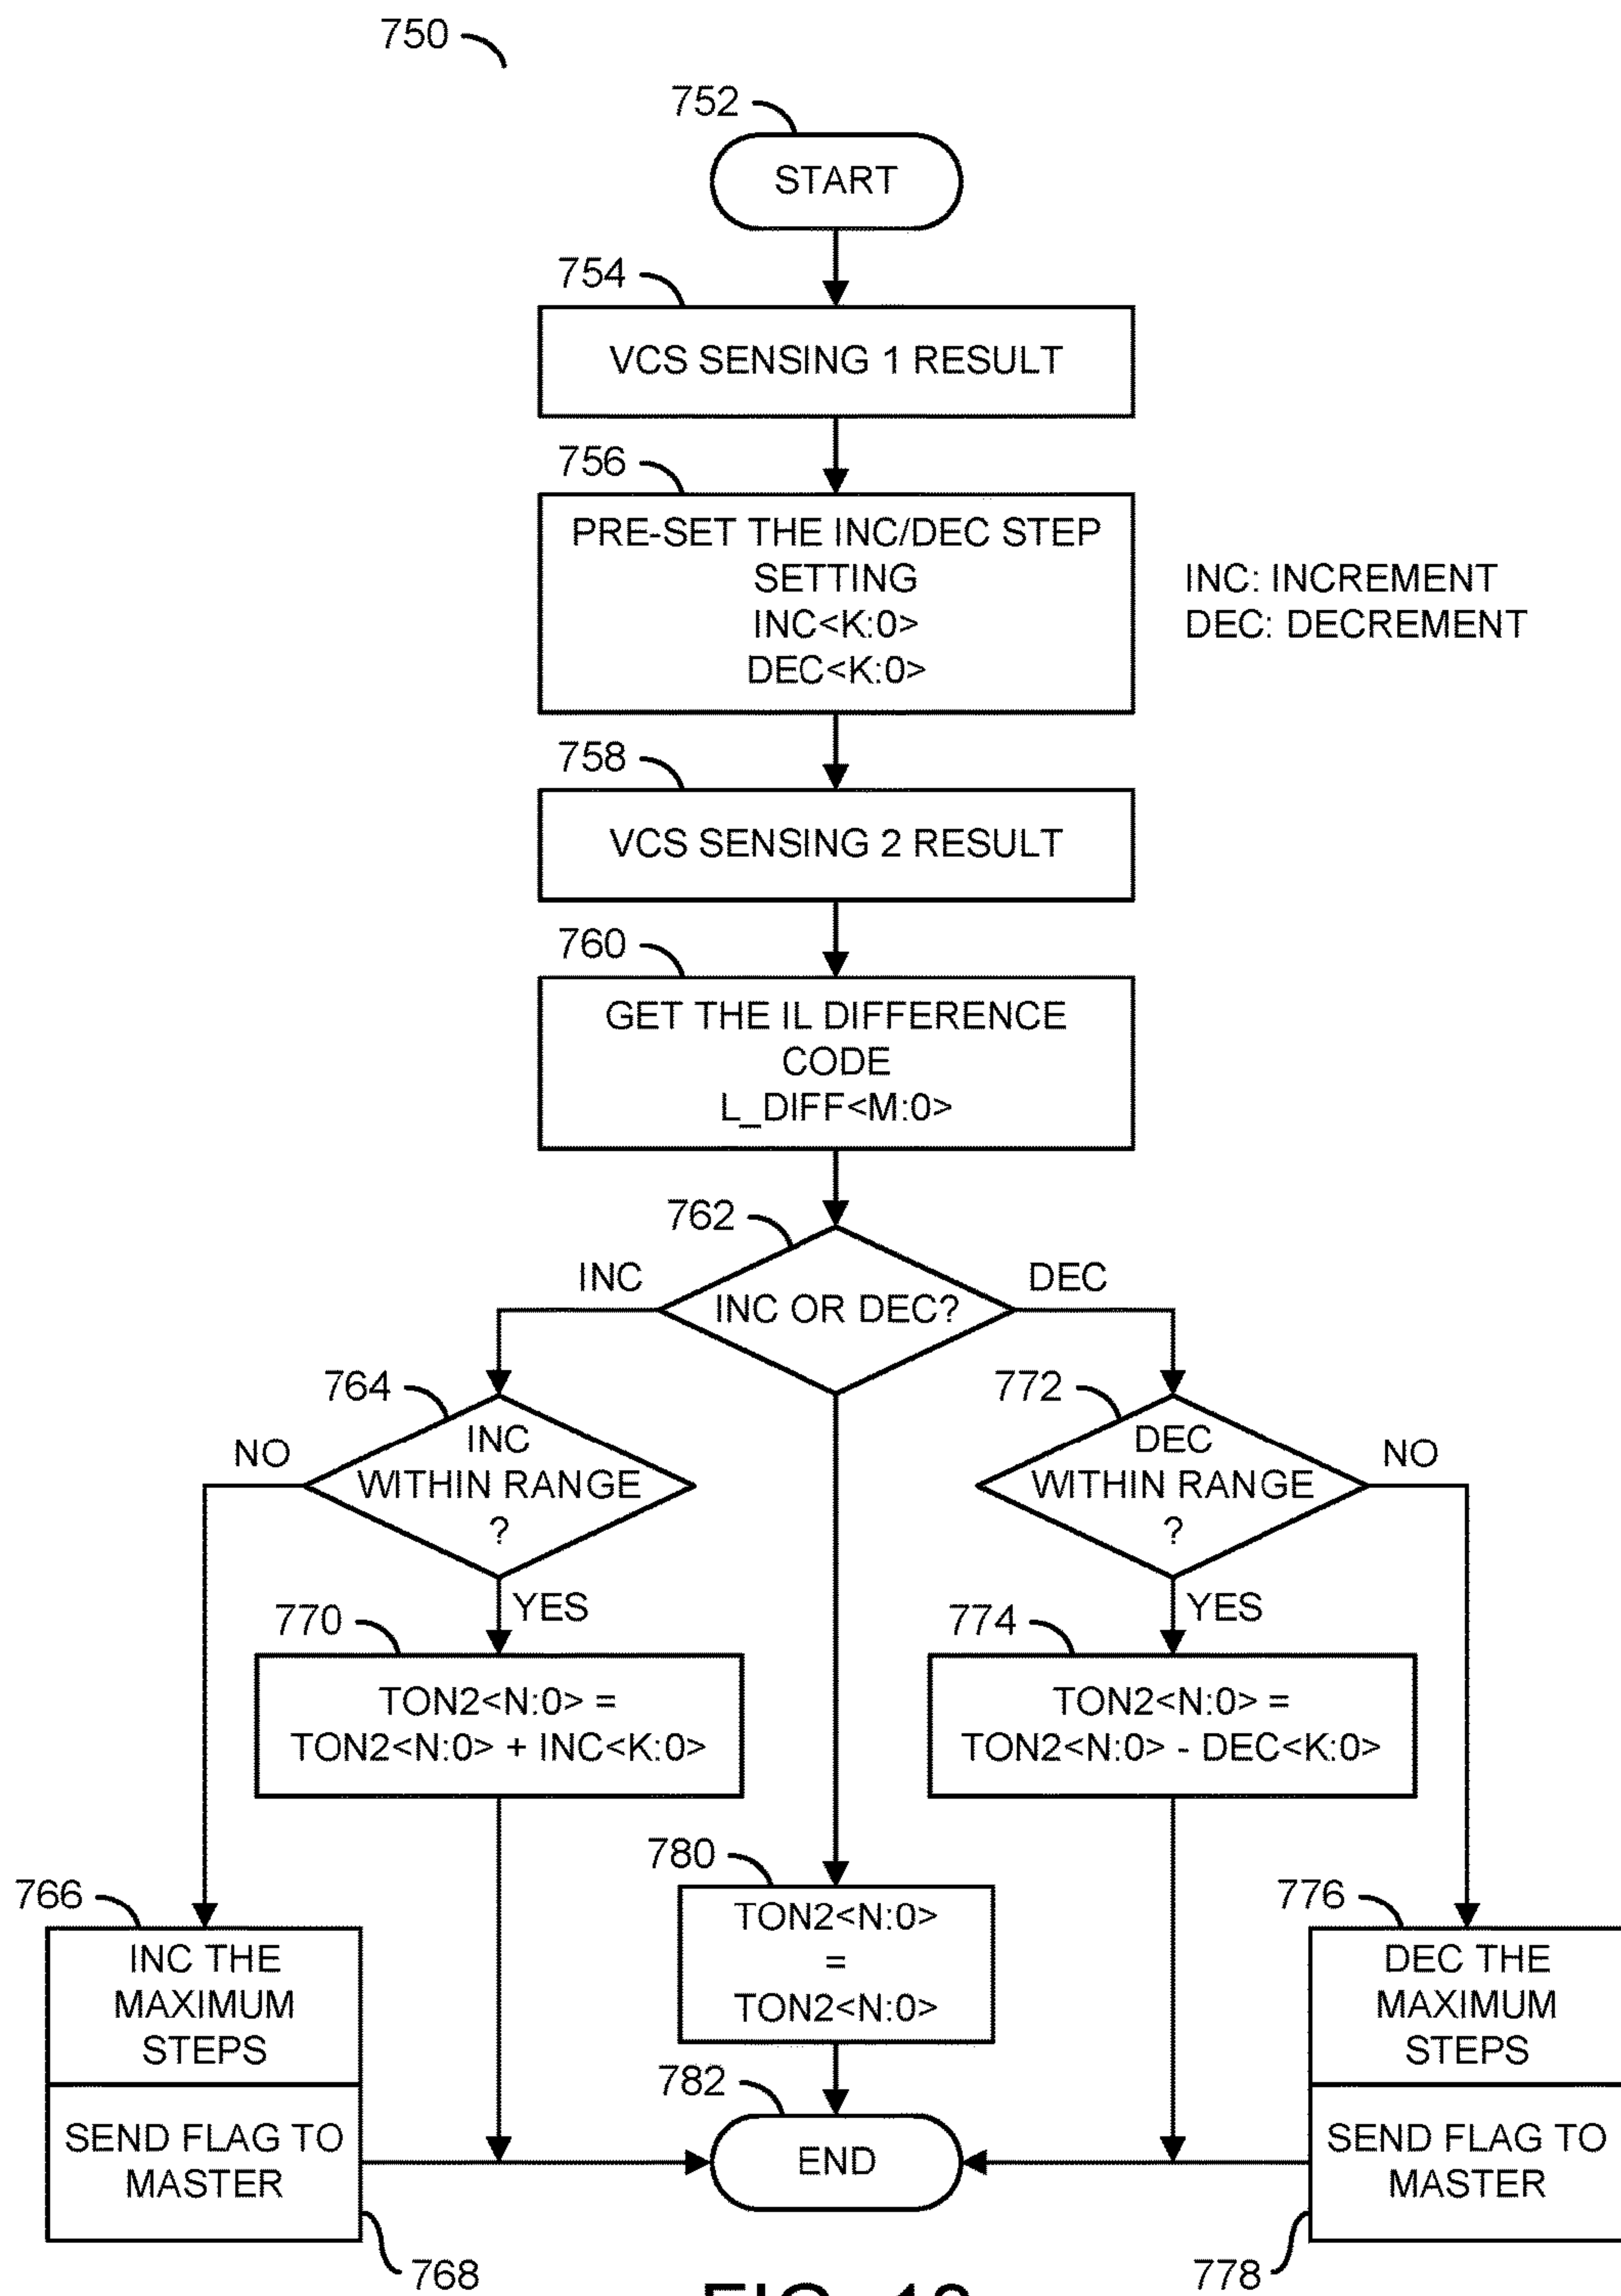 750
752
START
754
VCS SENSING 1 RESULT
756
PRE-SET THE INC/DEC STEP
SETTING
INC<K:0>
DEC<K:0>
INC: INCREMENT
DEC: DECREMENT
758
VCS SENSING 2 RESULT
760
GET THE IL DIFFERENCE
CODE
L_DIFF<M:0>
762
INC
INC OR DEC?
DEC
764
NO
INC
WITHIN RANGE
?
YES
772
DEC
WITHIN RANGE
?
NO
YES
770
TON2<N:0> =
TON2<N:0> + INC<K:0>
774
TON2<N:0> =
TON2<N:0> - DEC<K:0>
766
INC THE
MAXIMUM
STEPS
SEND FLAG TO
MASTER
768
780
TON2<N:0>
=
TON2<N:0>
782
END
776
DEC THE
MAXIMUM
STEPS
SEND FLAG TO
MASTER
778